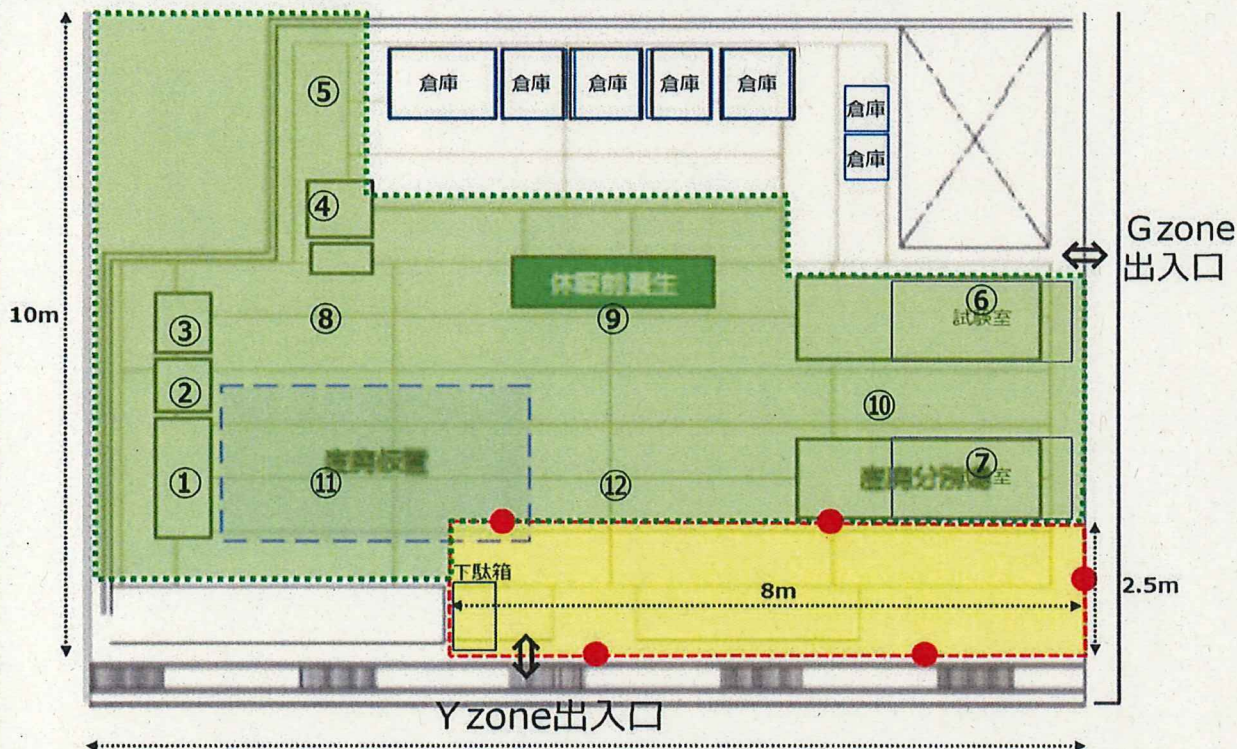 ⑤
倉庫
倉庫
倉庫
倉庫
倉庫
倉庫
倉庫
④
G zone
出入口
休眠前養生
10m
③
⑧
⑨
⑥
試験室
②
⑩
①
⑪
⑫
⑦
室
下駄箱
8m
2.5m
Y zone出入口